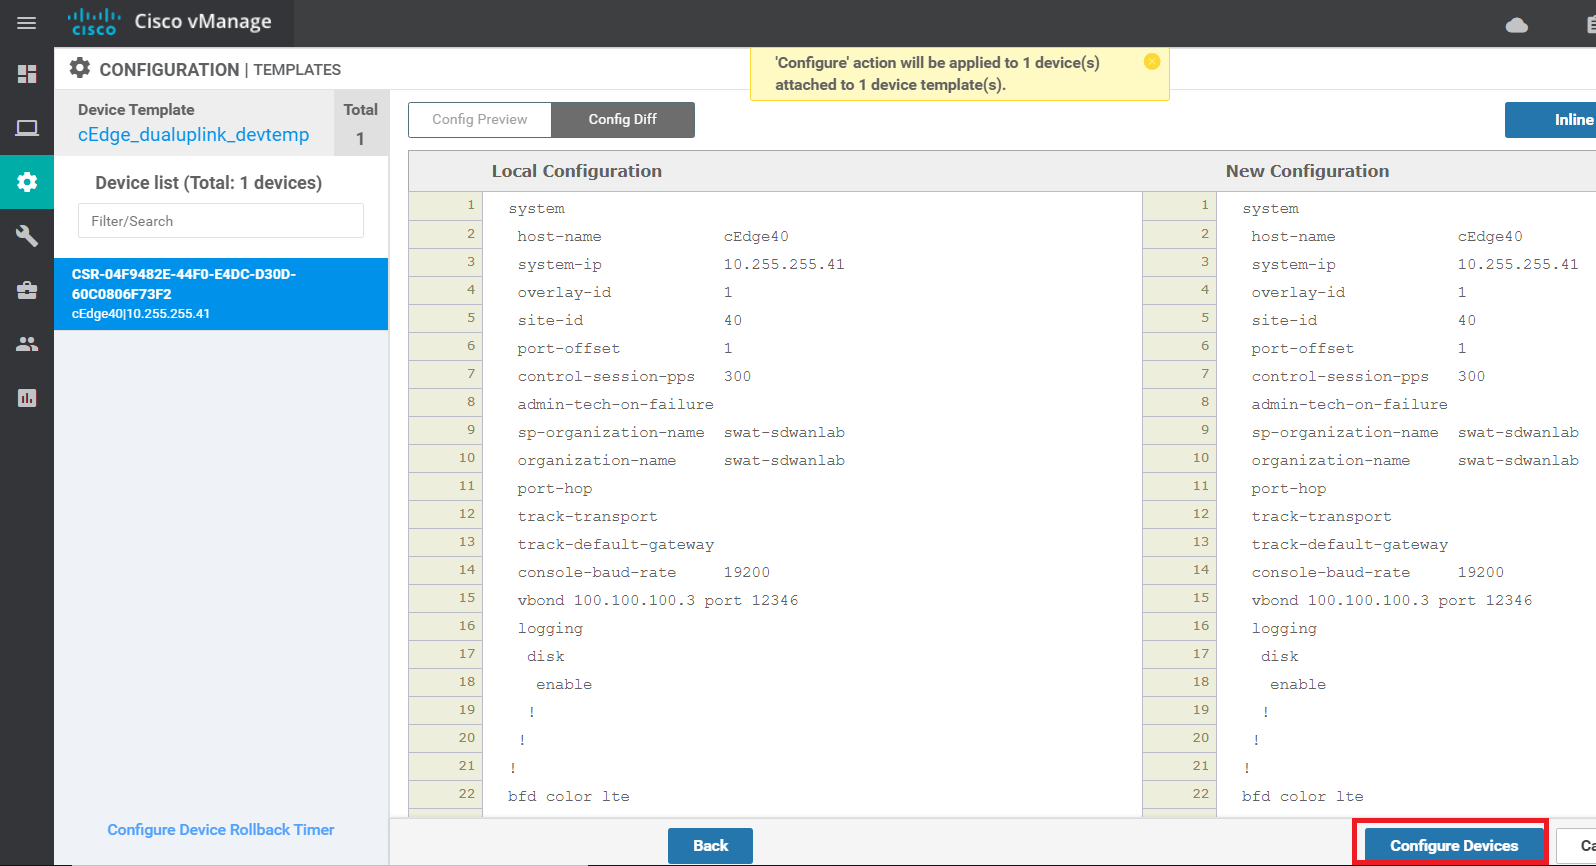 cisco Cisco vManage
CONFIGURATION | TEMPLATES
'Configure' action will be applied to 1 device(s)
attached to 1 device template(s).
Device Template
cEdge_dualuplink_devtemp
Total
1
Device list (Total: 1 devices)
Filter/Search
CSR-04F9482E-44F0-E4DC-D30D-
60C0806F73F2
cEdge40|10.255.255.41
Configure Device Rollback Timer
Config Preview
Config Diff
Inline
Local Configuration
1 system
2 host-name cEdge40
3 system-ip 10.255.255.41
4 overlay-id 1
5 site-id 40
6 port-offset 1
7 control-session-pps 300
8 admin-tech-on-failure
9 sp-organization-name swat-sdwanlab
10 organization-name swat-sdwanlab
11 port-hop
12 track-transport
13 track-default-gateway
14 console-baud-rate 19200
15 vbond 100.100.100.3 port 12346
16 logging
17 disk
18 enable
19 !
20 !
21 !
22 bfd color lte
New Configuration
1 system
2 host-name cEdge40
3 system-ip 10.255.255.41
4 overlay-id 1
5 site-id 40
6 port-offset 1
7 control-session-pps 300
8 admin-tech-on-failure
9 sp-organization-name swat-sdwanlab
10 organization-name swat-sdwanlab
11 port-hop
12 track-transport
13 track-default-gateway
14 console-baud-rate 19200
15 vbond 100.100.100.3 port 12346
16 logging
17 disk
18 enable
19 !
20 !
21 !
22 bfd color lte
Back
Configure Devices